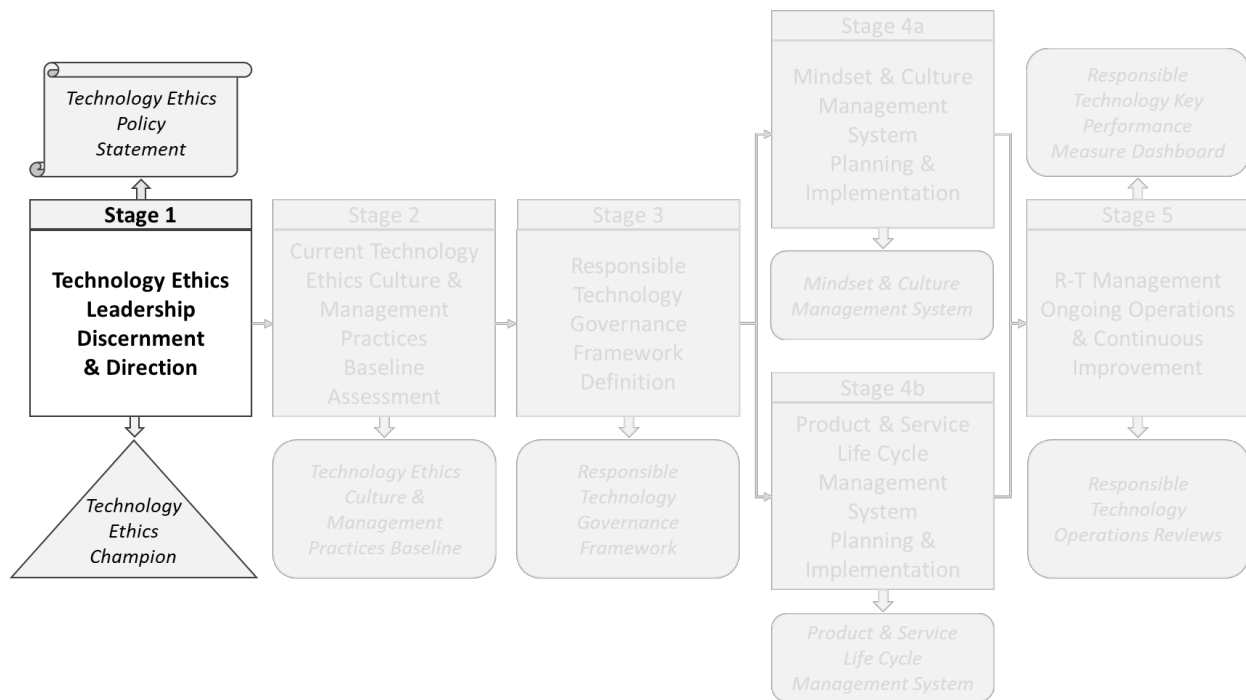 Technology Ethics
Policy
Statement
Stage 1
Technology Ethics
Leadership
Discernment
& Direction
Technology
Ethics
Champion
Stage 2
Current Technology
Ethics Culture &
Management
Practices
Baseline
Assessment
Technology Ethics
Culture &
Management
Practices Baseline
Stage 3
Responsible
Technology
Governance
Framework
Definition
Responsible
Technology
Governance
Framework
Stage 4a
Mindset & Culture
Management
System
Planning &
Implementation
Mindset & Culture
Management System
Stage 4b
Product & Service
Life Cycle
Management
System
Planning &
Implementation
Product & Service
Life Cycle
Management System
Responsible
Technology Key
Performance
Measure Dashboard
Stage 5
R-T Management
Ongoing Operations
& Continuous
Improvement
Responsible
Technology
Operations Reviews